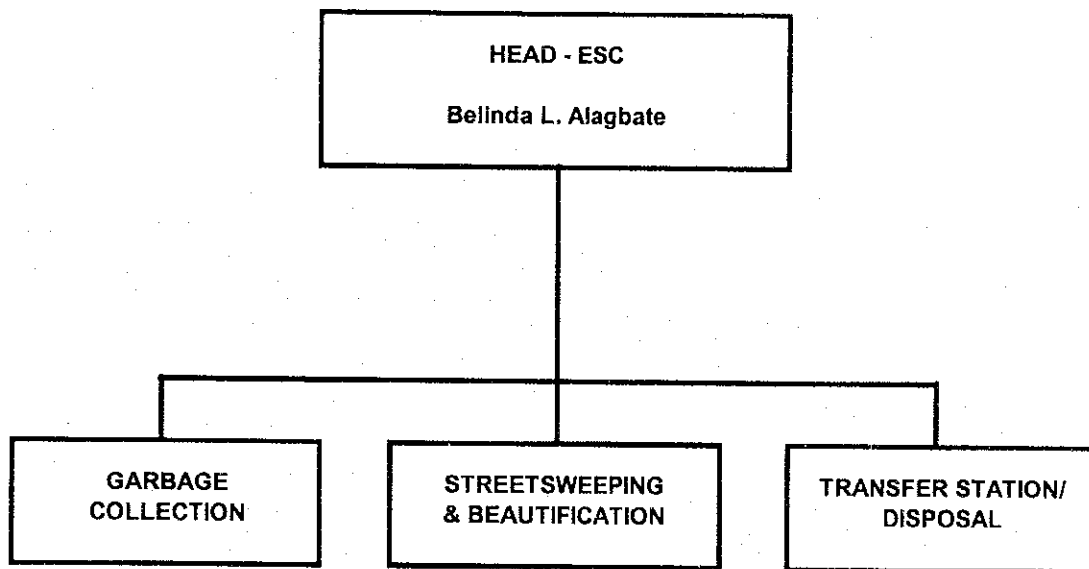 HEAD - ESC
Belinda L. Alagbate
GARBAGE
COLLECTION
STREETSWEEPING
& BEAUTIFICATION
TRANSFER STATION/
DISPOSAL